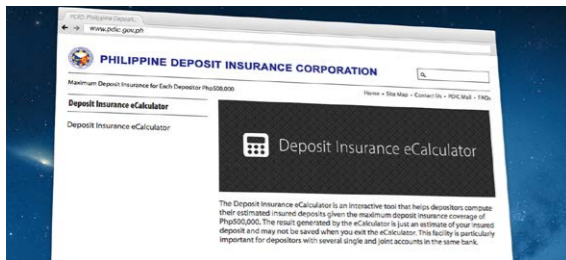 PDIC: Philippine Deposit...
www.pdic.gov.ph
PHILIPPINE DEPOSIT INSURANCE CORPORATION
Maximum Deposit Insurance for Each Depositor Php500,000
Home • Site Map • Contact Us • PDIC Mail • FAQs
Deposit Insurance eCalculator
Deposit Insurance eCalculator
Deposit Insurance eCalculator
The Deposit Insurance eCalculator is an interactive tool that helps depositors compute
their estimated insured deposits given the maximum deposit insurance coverage of
Php500,000. The result generated by the eCalculator is just an estimate of your insured
deposit and may not be saved when you exit the eCalculator. This facility is particularly
important for depositors with several single and joint accounts in the same bank.